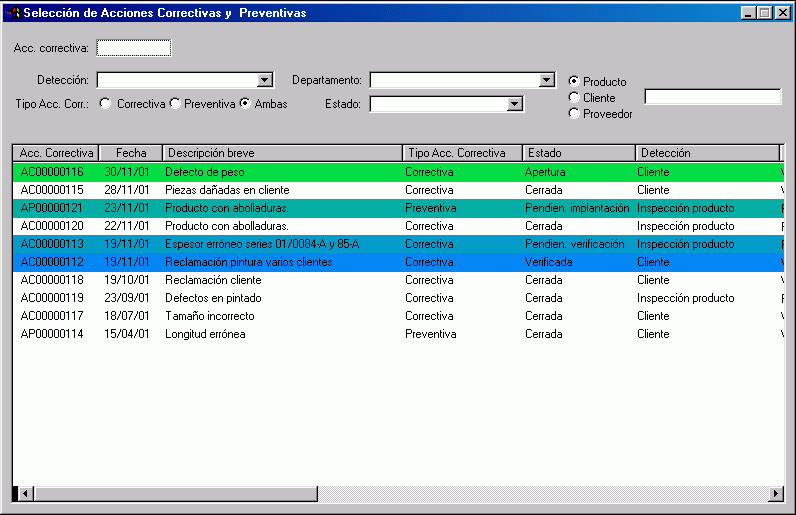 Selección de Acciones Correctivas y  Preventivas
Acc. correctiva:
Detección: Departamento: Producto
Cliente
Tipo Acc. Corr.: Correctiva Preventiva Ambas Estado:
Proveedor
Acc. Correctiva Fecha Descripción breve Tipo Acc. Correctiva Estado Detección
AC00000116 30/11/01 Defecto de peso Correctiva Apertura Cliente
AC00000115 28/11/01 Piezas dañadas en cliente Correctiva Cerrada Cliente
AP00000121 23/11/01 Producto con abolladuras. Preventiva Pendien. implantación Inspección producto
AC00000120 22/11/01 Producto con abolladuras. Correctiva Cerrada Inspección producto
AC00000113 19/11/01 Espesor erróneo series 01/0084-A y 85-A Correctiva Pendien. verificación Inspección producto
AC00000112 19/11/01 Reclamación pintura varios clientes Correctiva Verificada Cliente
AC00000118 19/10/01 Reclamación cliente Correctiva Cerrada Cliente
AC00000119 23/09/01 Defectos en pintado Correctiva Cerrada Inspección producto
AC00000117 18/07/01 Tamaño incorrecto Correctiva Cerrada Cliente
AP00000114 15/04/01 Longitud errónea Preventiva Cerrada Cliente